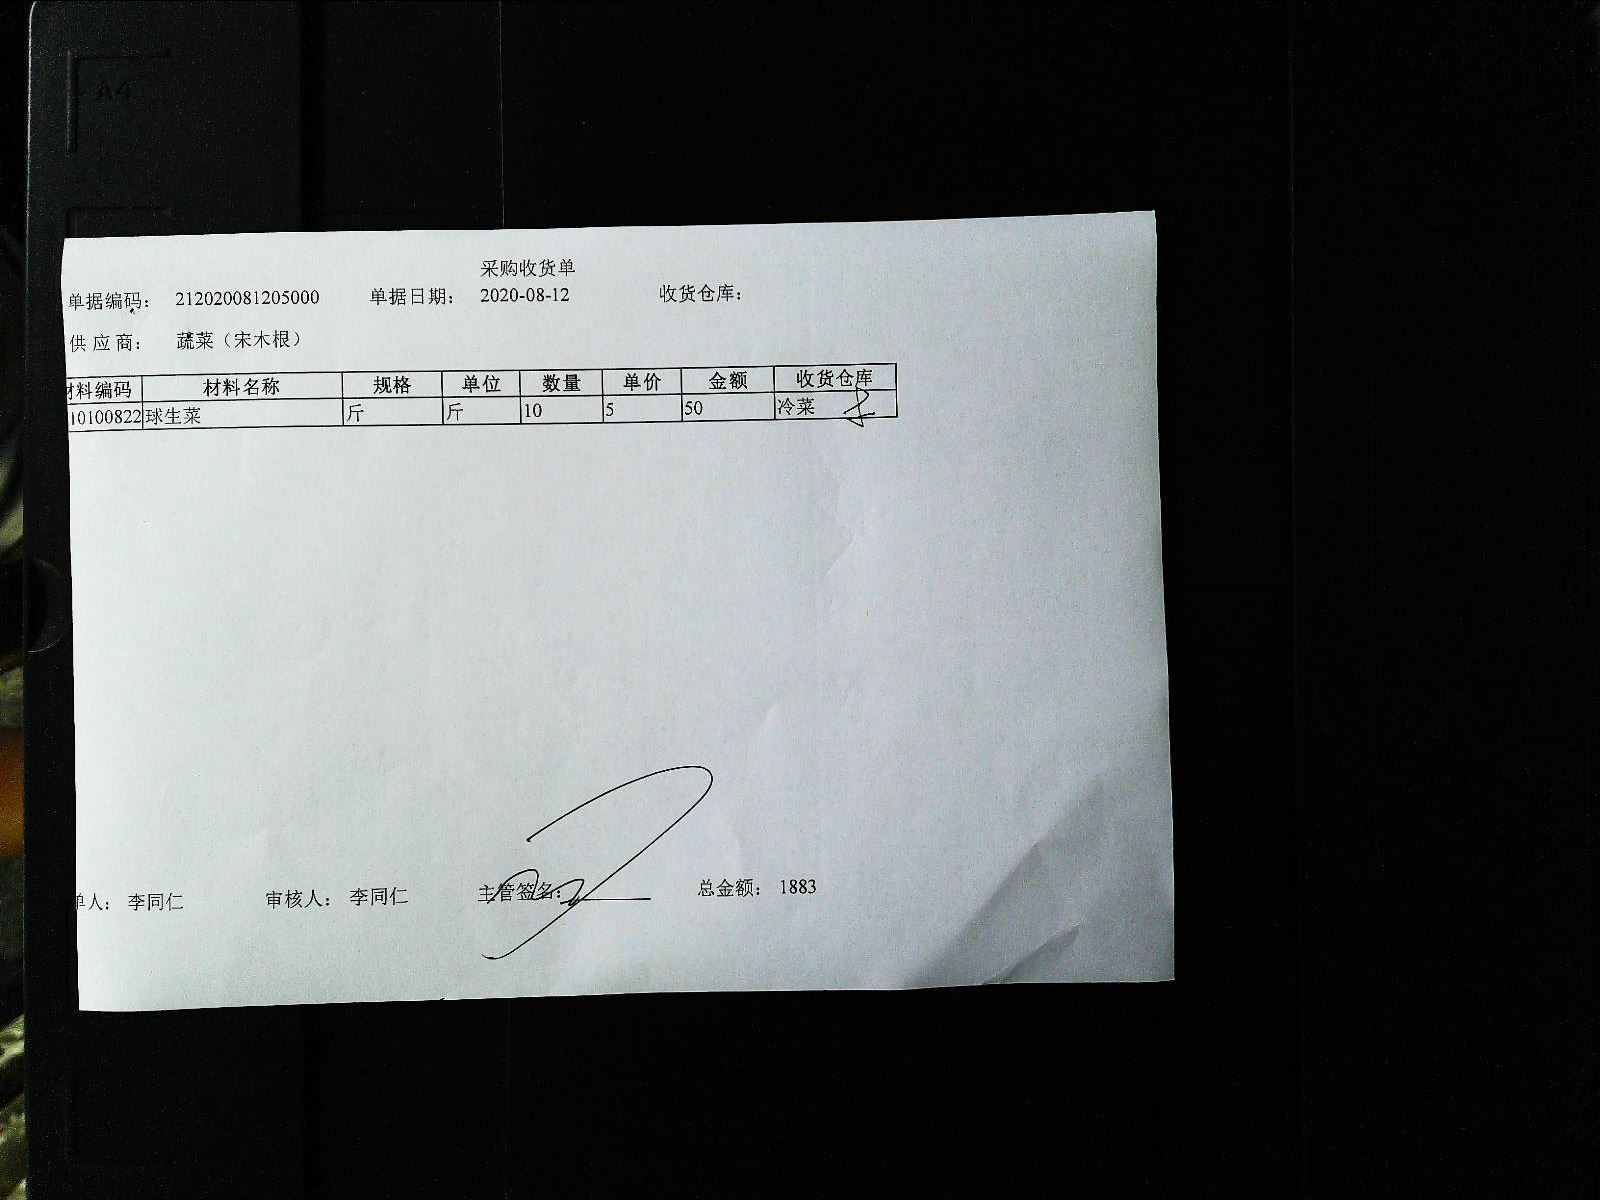 A4
采购收货单
单据编码： 212020081205000 单据日期： 2020-08-12 收货仓库：
供应商： 蔬菜（宋木根）
材料编码 材料名称 规格 单位 数量 单价 金额 收货仓库
10100822 球生菜 斤 斤 10 5 50 冷菜
单人： 李同仁 审核人： 李同仁 主管签名： 总金额： 1883